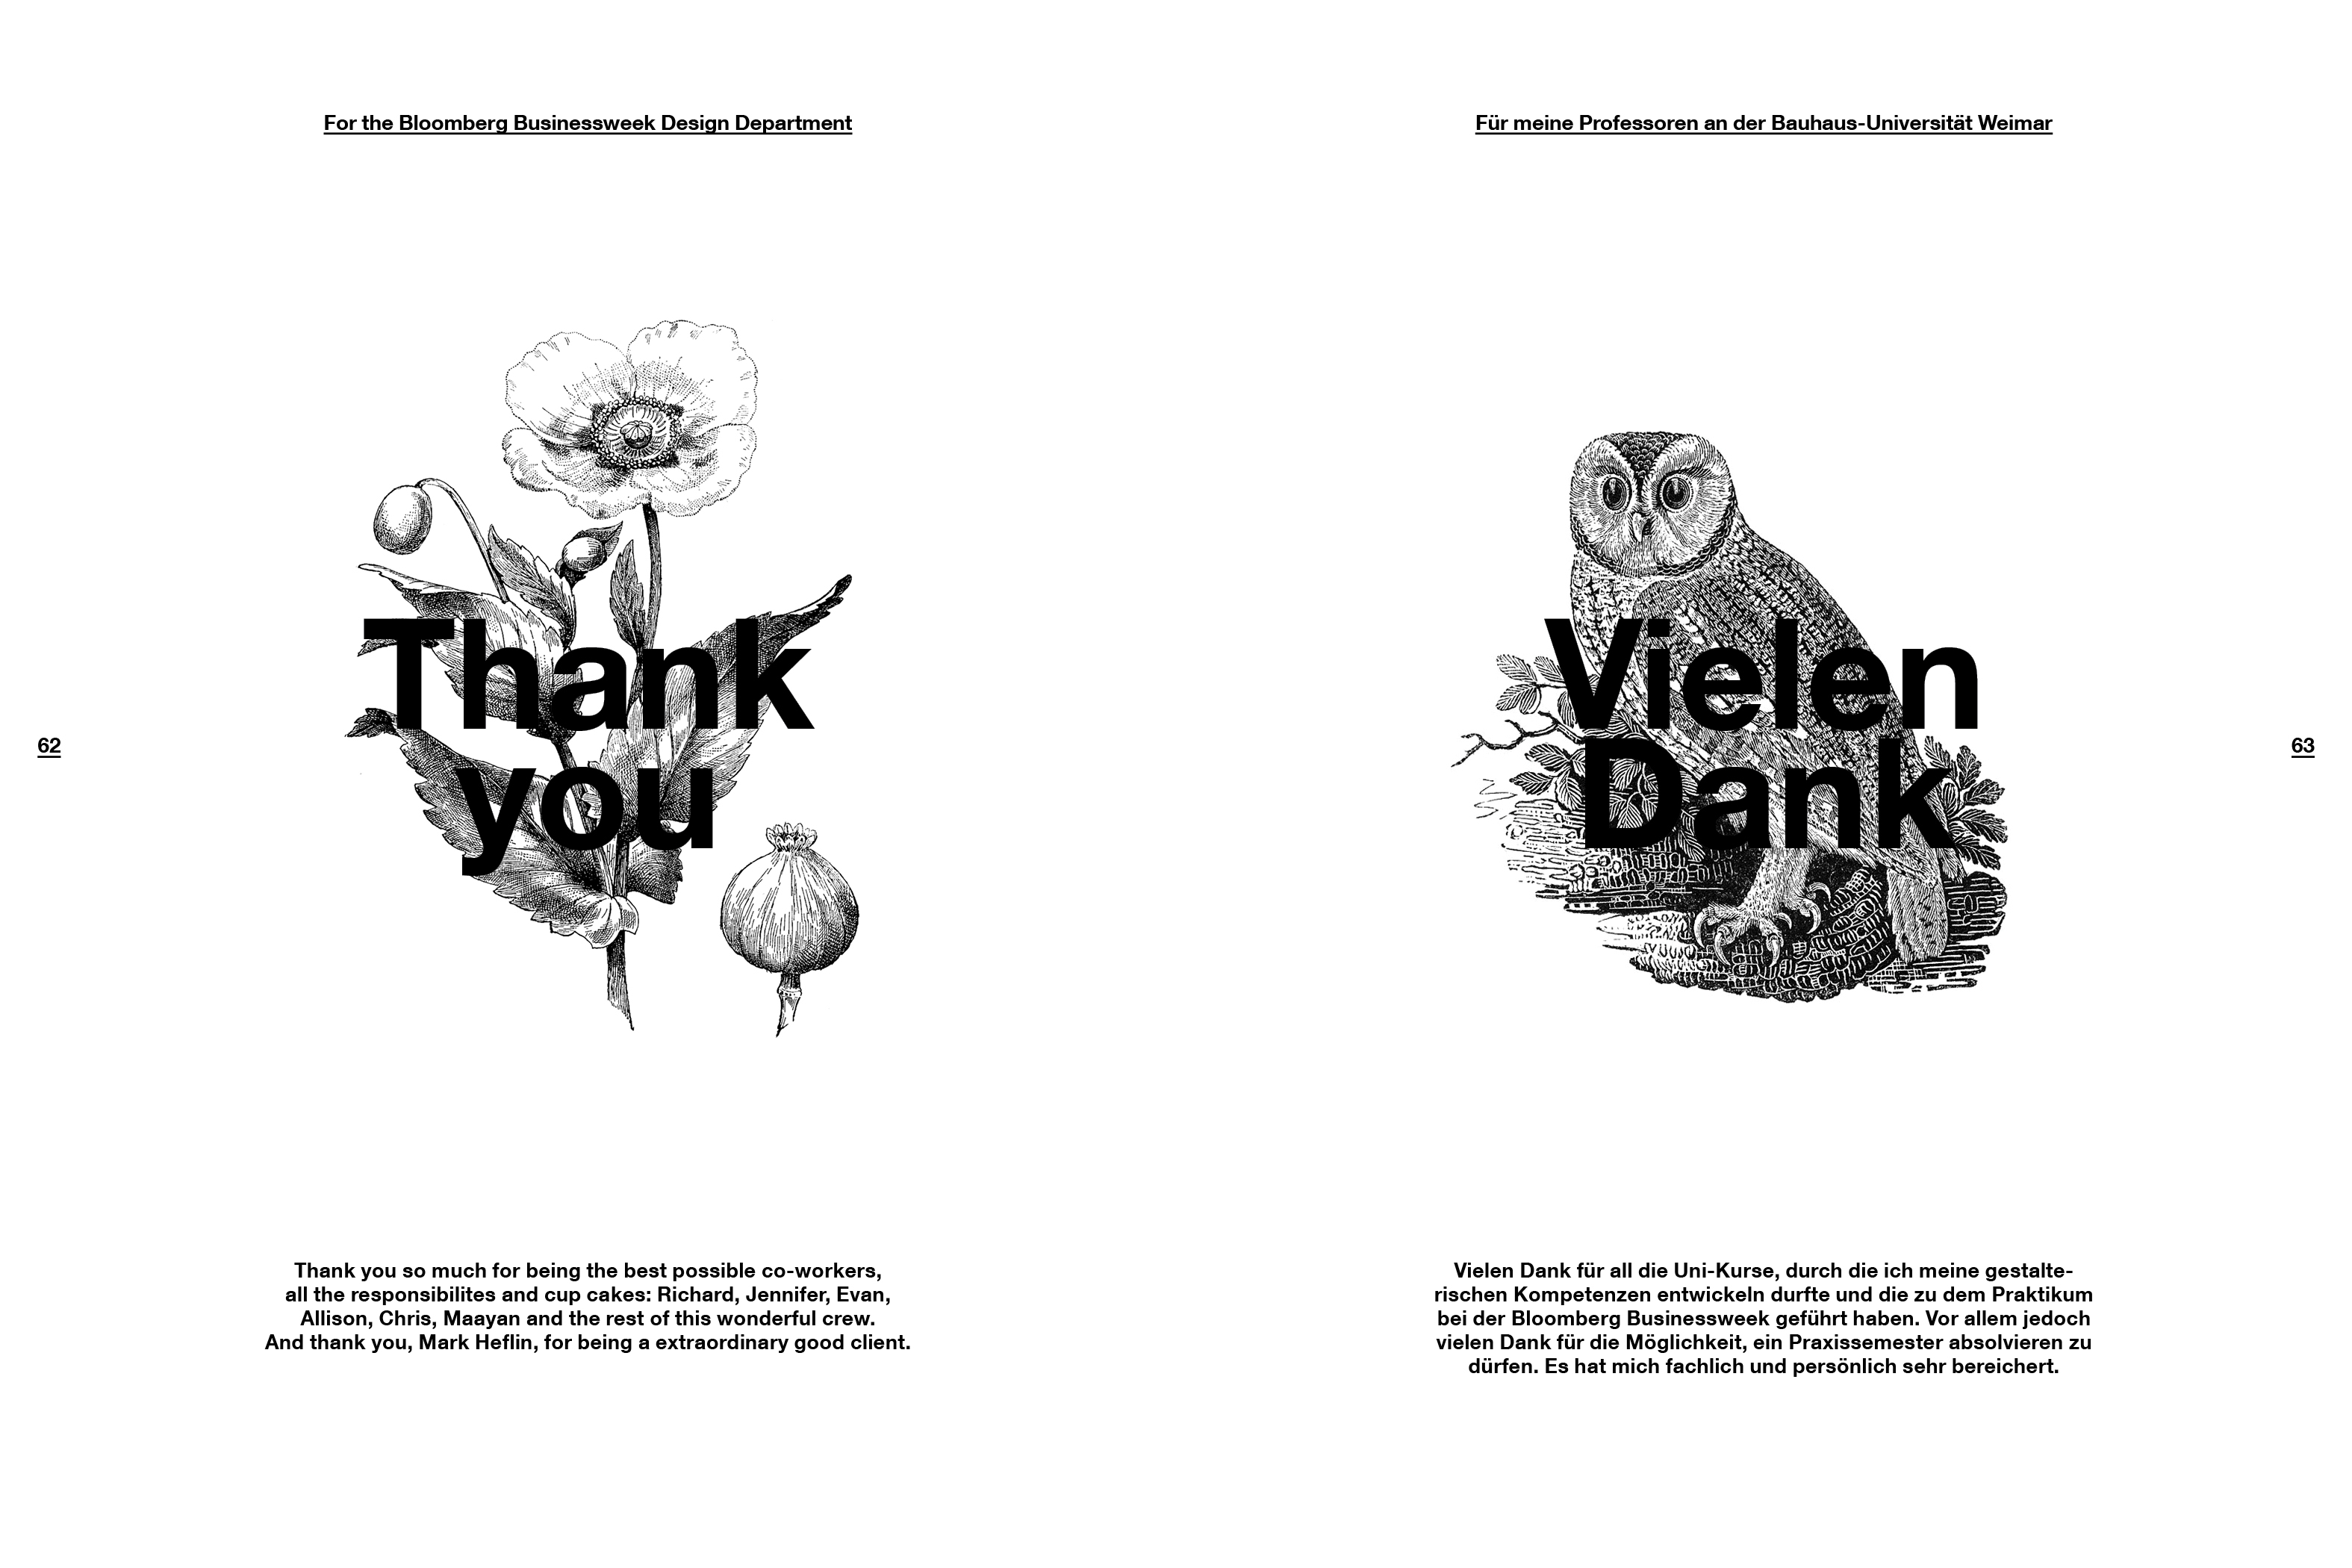 For the Bloomberg Businessweek Design Department
Thank
you
62
Thank you so much for being the best possible co-workers,
all the responsibilites and cup cakes: Richard, Jennifer, Evan,
Allison, Chris, Maayan and the rest of this wonderful crew.
And thank you, Mark Heflin, for being a extraordinary good client.
Für meine Professoren an der Bauhaus-Universität Weimar
Vielen
Dank
63
Vielen Dank für all die Uni-Kurse, durch die ich meine gestalte-
rischen Kompetenzen entwickeln durfte und die zu dem Praktikum
bei der Bloomberg Businessweek geführt haben. Vor allem jedoch
vielen Dank für die Möglichkeit, ein Praxissemester absolvieren zu
dürfen. Es hat mich fachlich und persönlich sehr bereichert.